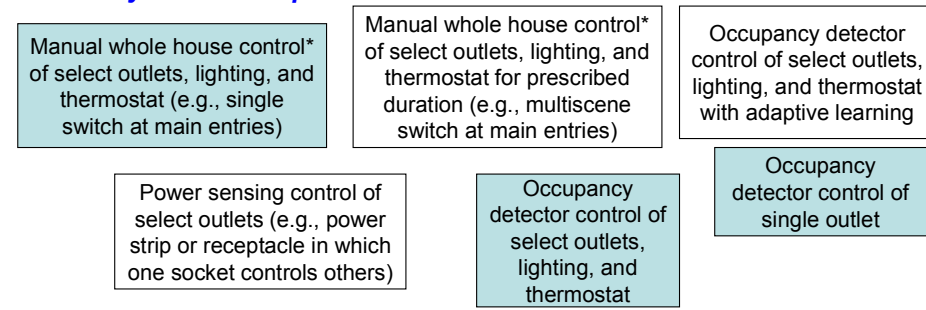 Manual whole house control*
of select outlets, lighting, and
thermostat (e.g., single
switch at main entries)
Manual whole house control*
of select outlets, lighting, and
thermostat for prescribed
duration (e.g., multiscene
switch at main entries)
Occupancy detector
control of select outlets,
lighting, and thermostat
with adaptive learning
Power sensing control of
select outlets (e.g., power
strip or receptacle in which
one socket controls others)
Occupancy
detector control of
select outlets,
lighting, and
thermostat
Occupancy
detector control of
single outlet